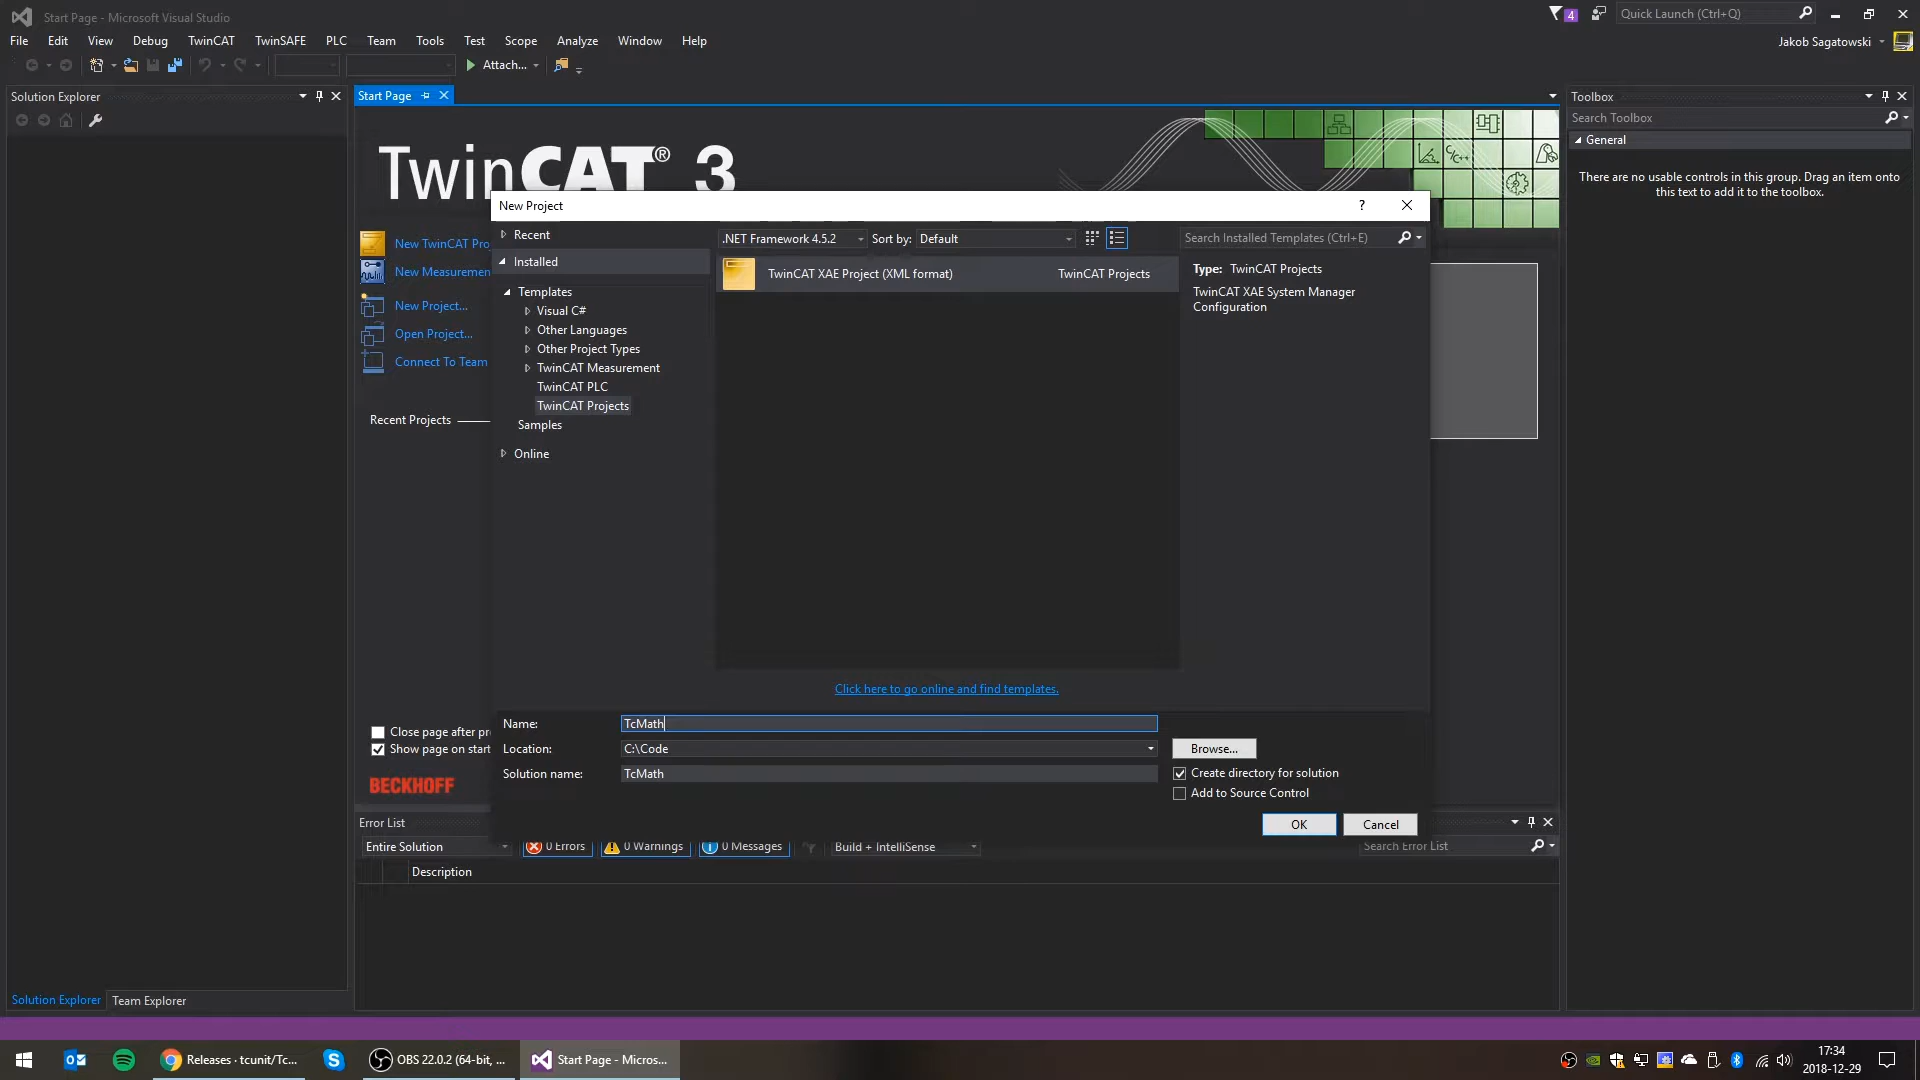 Start Page - Microsoft Visual Studio
4
Quick Launch (Ctrl+Q)
File Edit View Debug TwinCAT TwinSAFE PLC Team Tools Test Scope Analyze Window Help
Jakob Sagatowski
Attach...
Solution Explorer
Start Page
Toolbox
Search Toolbox
General
There are no usable controls in this group. Drag an item onto
this text to add it to the toolbox.
TwinCAT® 3
C/C++
New TwinCAT Pro
New Measuremen
New Project...
Open Project...
Connect To Team
Recent Projects
Close page after pr
Show page on start
BECKHOFF
New Project
?
Recent
Installed
Templates
Visual C#
Other Languages
Other Project Types
TwinCAT Measurement
TwinCAT PLC
TwinCAT Projects
Samples
Online
.NET Framework 4.5.2
Sort by: Default
Search Installed Templates (Ctrl+E)
TwinCAT XAE Project (XML format) TwinCAT Projects
Type: TwinCAT Projects
TwinCAT XAE System Manager
Configuration
Click here to go online and find templates.
Name: TcMath
Location: C:\Code
Browse...
Solution name: TcMath
Create directory for solution
Add to Source Control
OK Cancel
Error List
Entire Solution
0 Errors
0 Warnings
0 Messages
Build + IntelliSense
Search Error List
Description
Solution Explorer Team Explorer
Releases · tcunit/Tc...
OBS 22.0.2 (64-bit, ...
Start Page - Micros...
17:34
2018-12-29